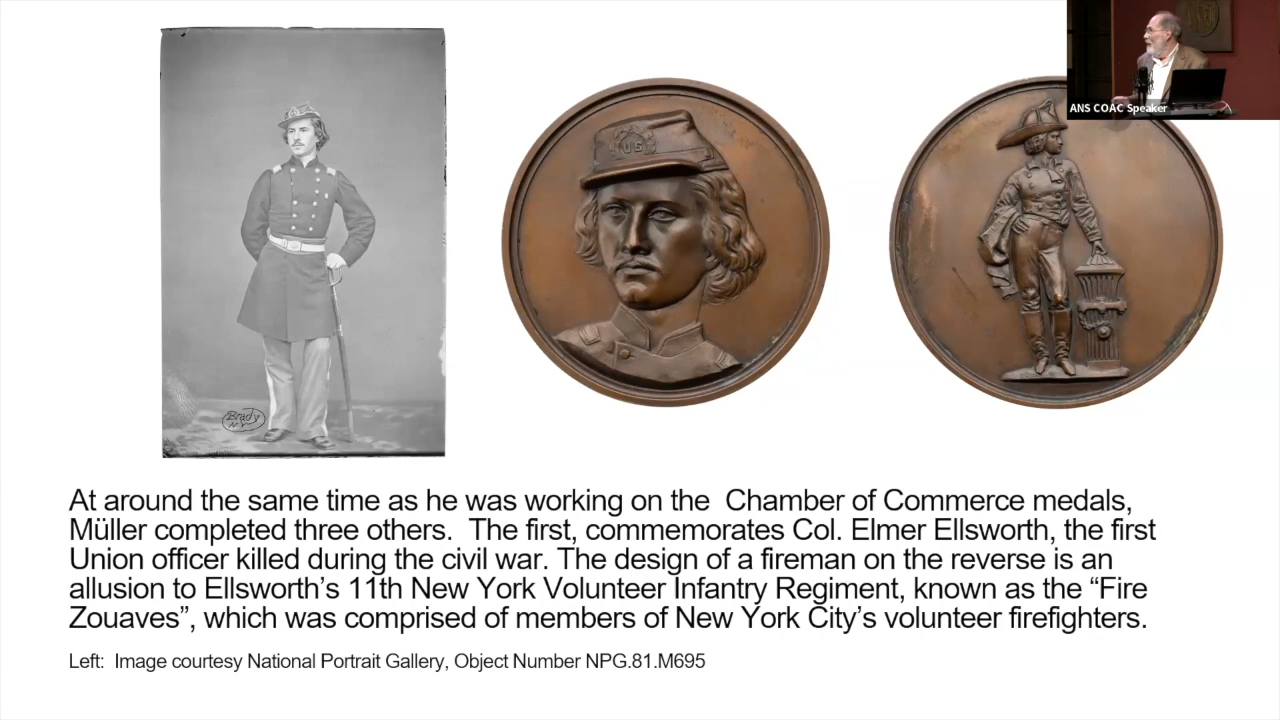 ANS COAC Speaker
US
Brady
N.Y.
At around the same time as he was working on the  Chamber of Commerce medals,
Müller completed three others.  The first, commemorates Col. Elmer Ellsworth, the first
Union officer killed during the civil war. The design of a fireman on the reverse is an
allusion to Ellsworth’s 11th New York Volunteer Infantry Regiment, known as the “Fire
Zouaves”, which was comprised of members of New York City’s volunteer firefighters.
Left:  Image courtesy National Portrait Gallery, Object Number NPG.81.M695